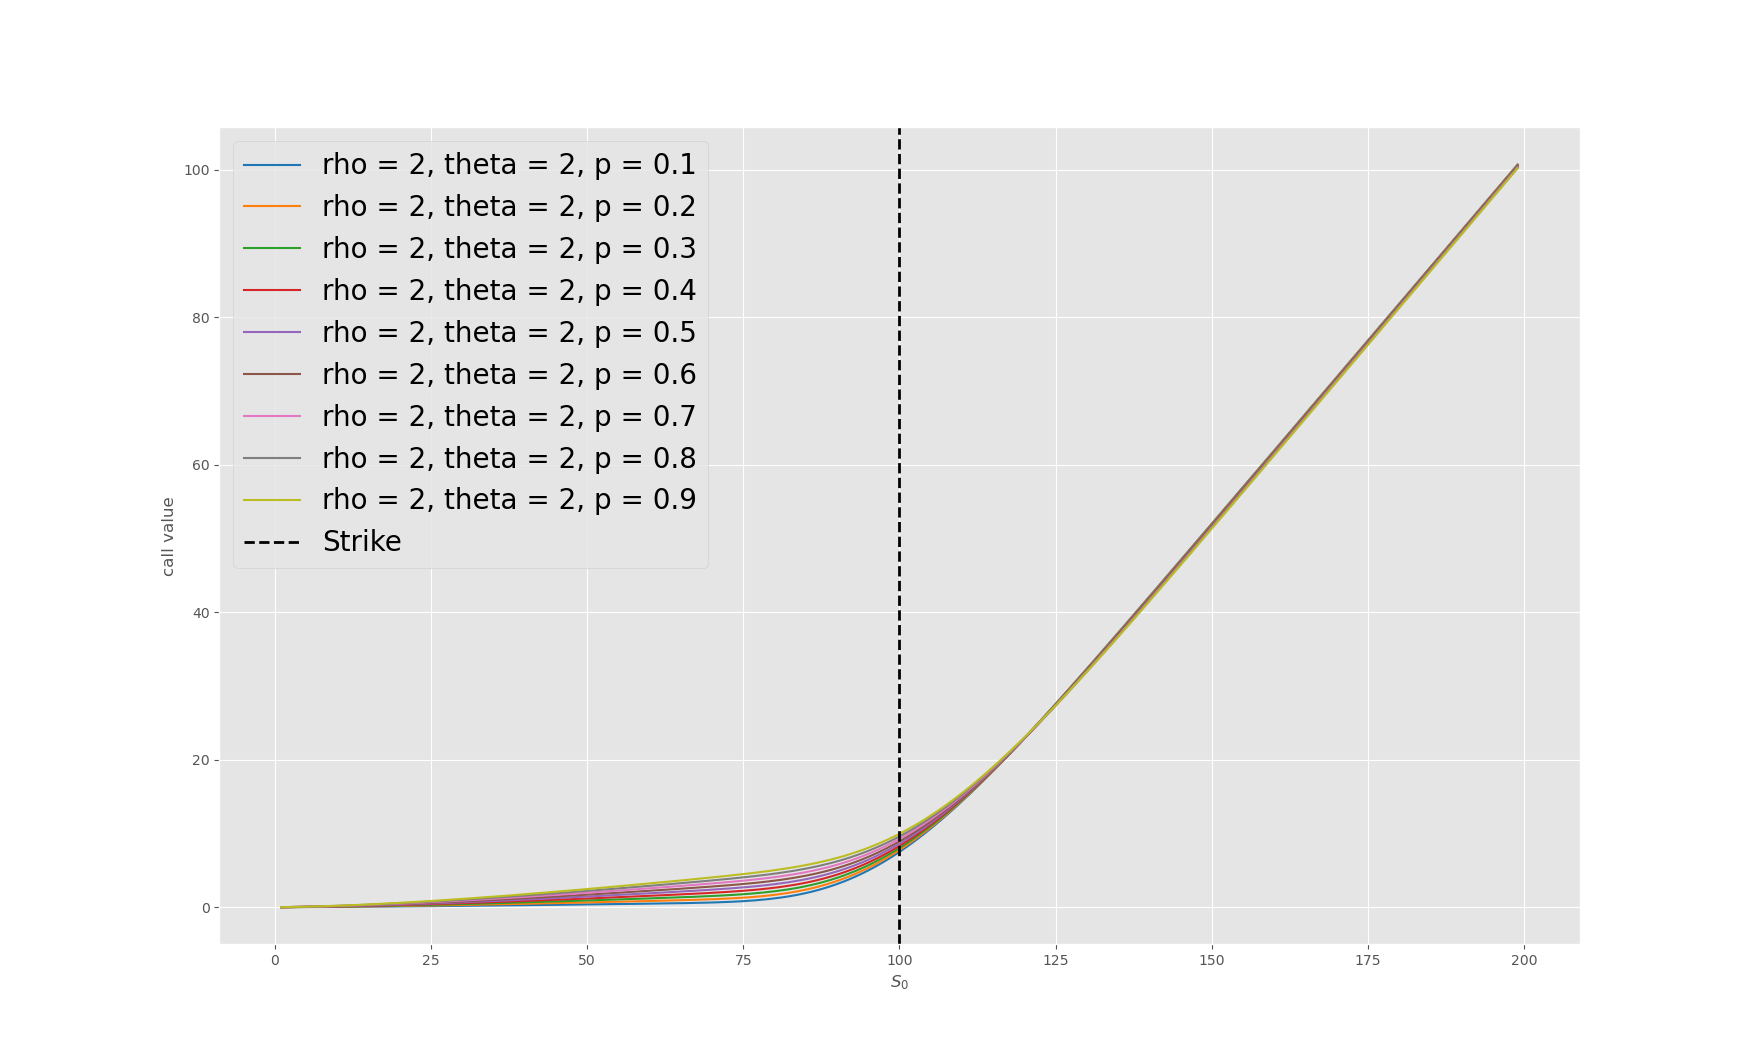 rho = 2, theta = 2, p = 0.1
rho = 2, theta = 2, p = 0.2
rho = 2, theta = 2, p = 0.3
rho = 2, theta = 2, p = 0.4
rho = 2, theta = 2, p = 0.5
rho = 2, theta = 2, p = 0.6
rho = 2, theta = 2, p = 0.7
rho = 2, theta = 2, p = 0.8
rho = 2, theta = 2, p = 0.9
Strike
100
80
60
40
20
0
call value
0 25 50 75 100 125 150 175 200
S₀